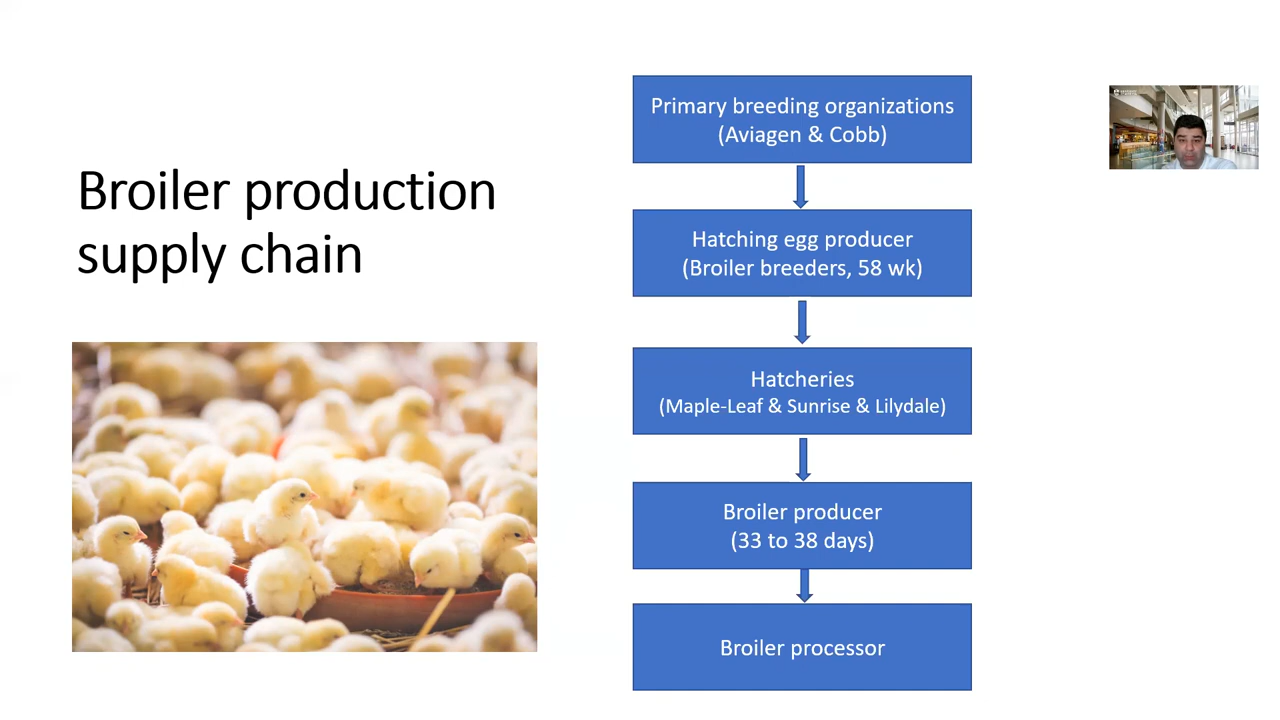 Broiler production
supply chain
Primary breeding organizations
(Aviagen & Cobb)
Hatching egg producer
(Broiler breeders, 58 wk)
Hatcheries
(Maple-Leaf & Sunrise & Lilydale)
Broiler producer
(33 to 38 days)
Broiler processor